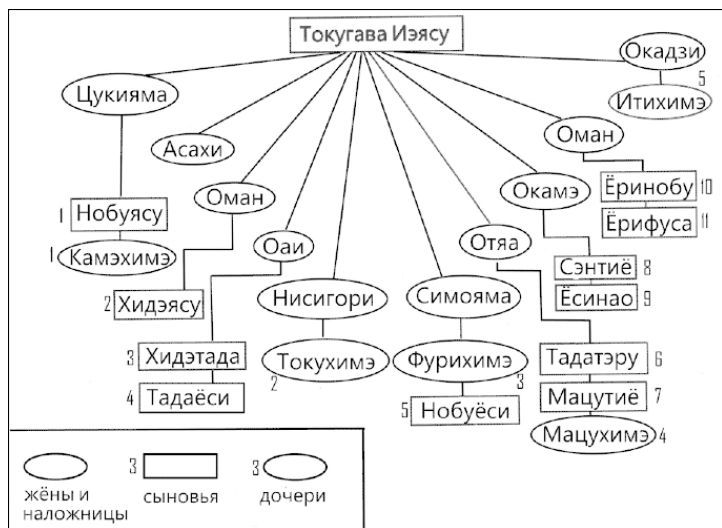 Токугава Иэясу
Окадзи
5
Итихимэ
Цукияма
Асахи
Оман
Оаи
Нисигори
Симояма
Отяа
Окамэ
Оман
1 Нобуясу
1 Камэхимэ
2 Хидэясу
3 Хидэтада
4 Тадаёси
Токухимэ
2
Фурихимэ
3
5 Нобуёси
Тадатэру 6
Мацутиё 7
Мацухимэ 4
Сэнтиё 8
Ёсинао 9
Ёринобу 10
Ёрифуса 11
жёны и
наложницы
3
сыновья
3
дочери